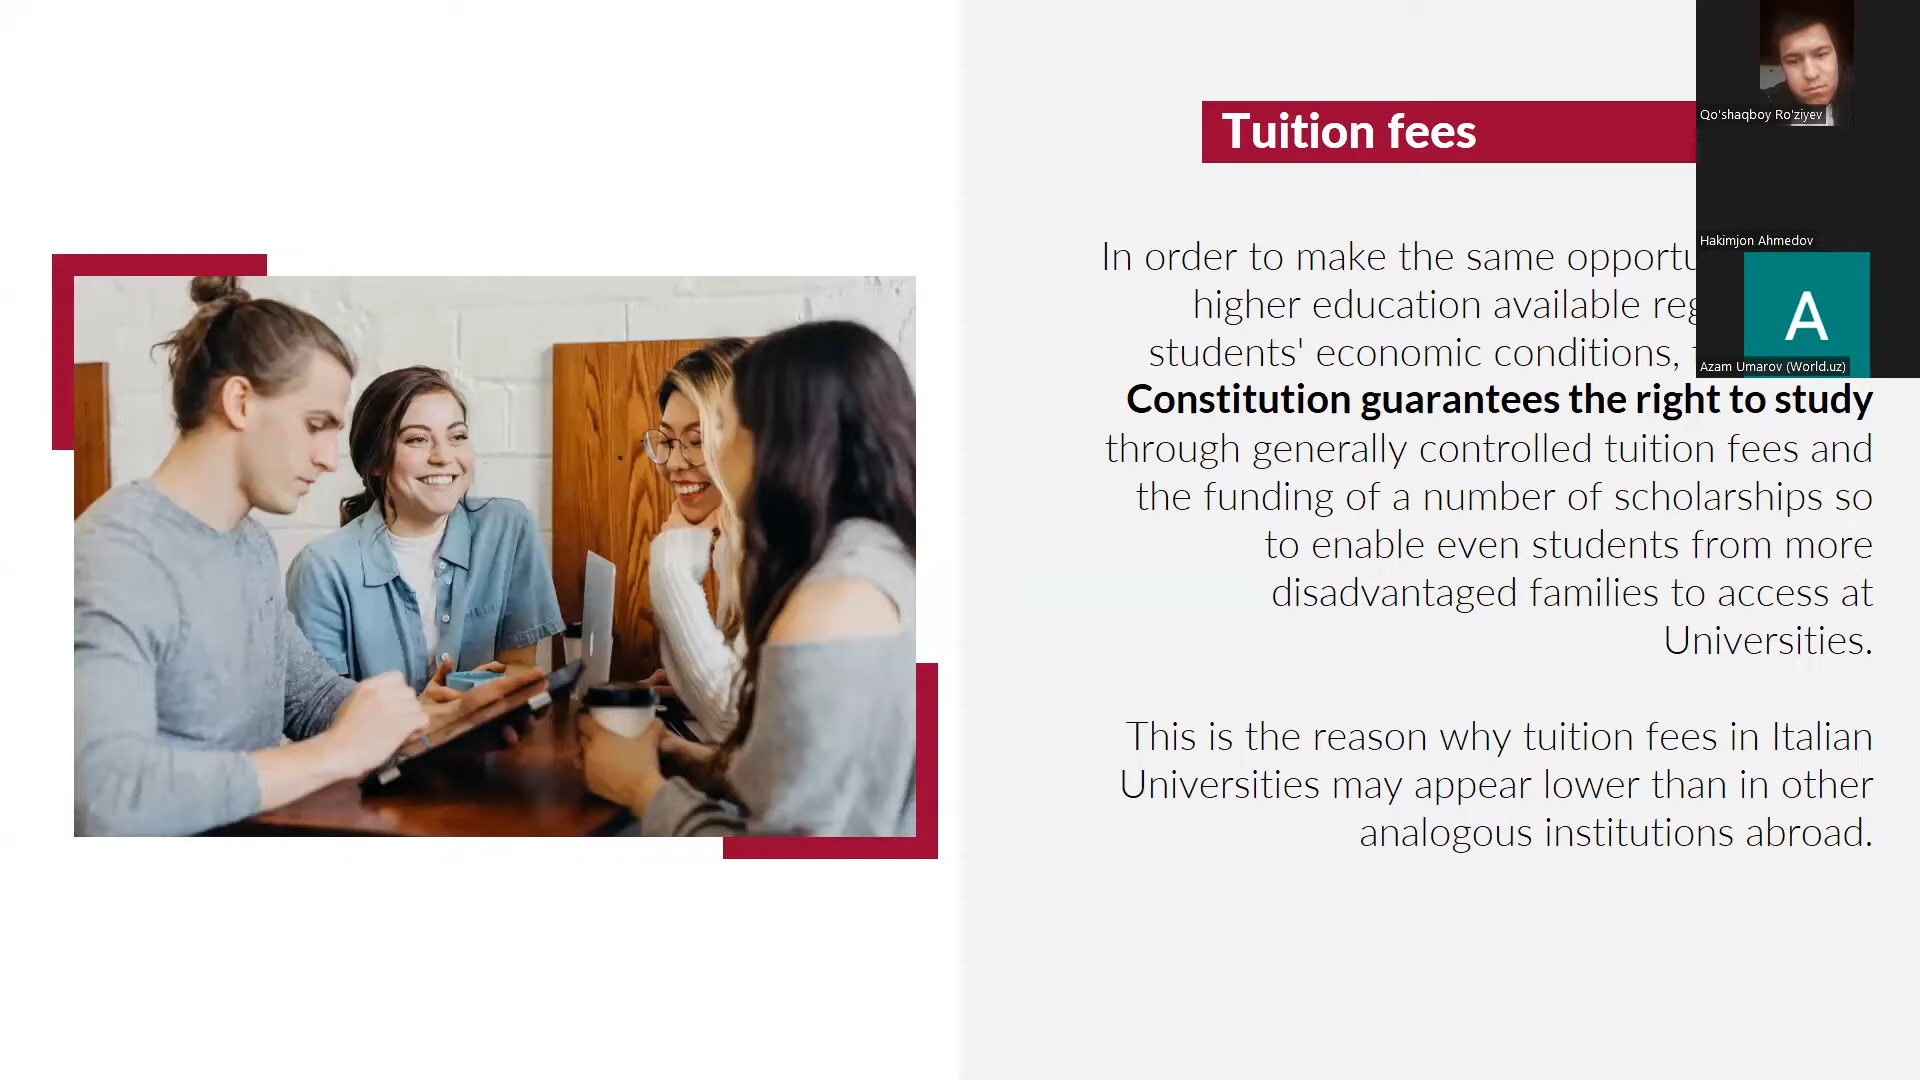 Tuition fees
In order to make the same
higher education available
students' economic conditions,
Constitution guarantees the right to study
through generally controlled tuition fees and
the funding of a number of scholarships so
to enable even students from more
disadvantaged families to access at
Universities.
This is the reason why tuition fees in Italian
Universities may appear lower than in other
analogous institutions abroad.
Qo'shaqboy Ro'ziyev
Hakimjon Ahmedov
A
Azam Umarov (World.uz)